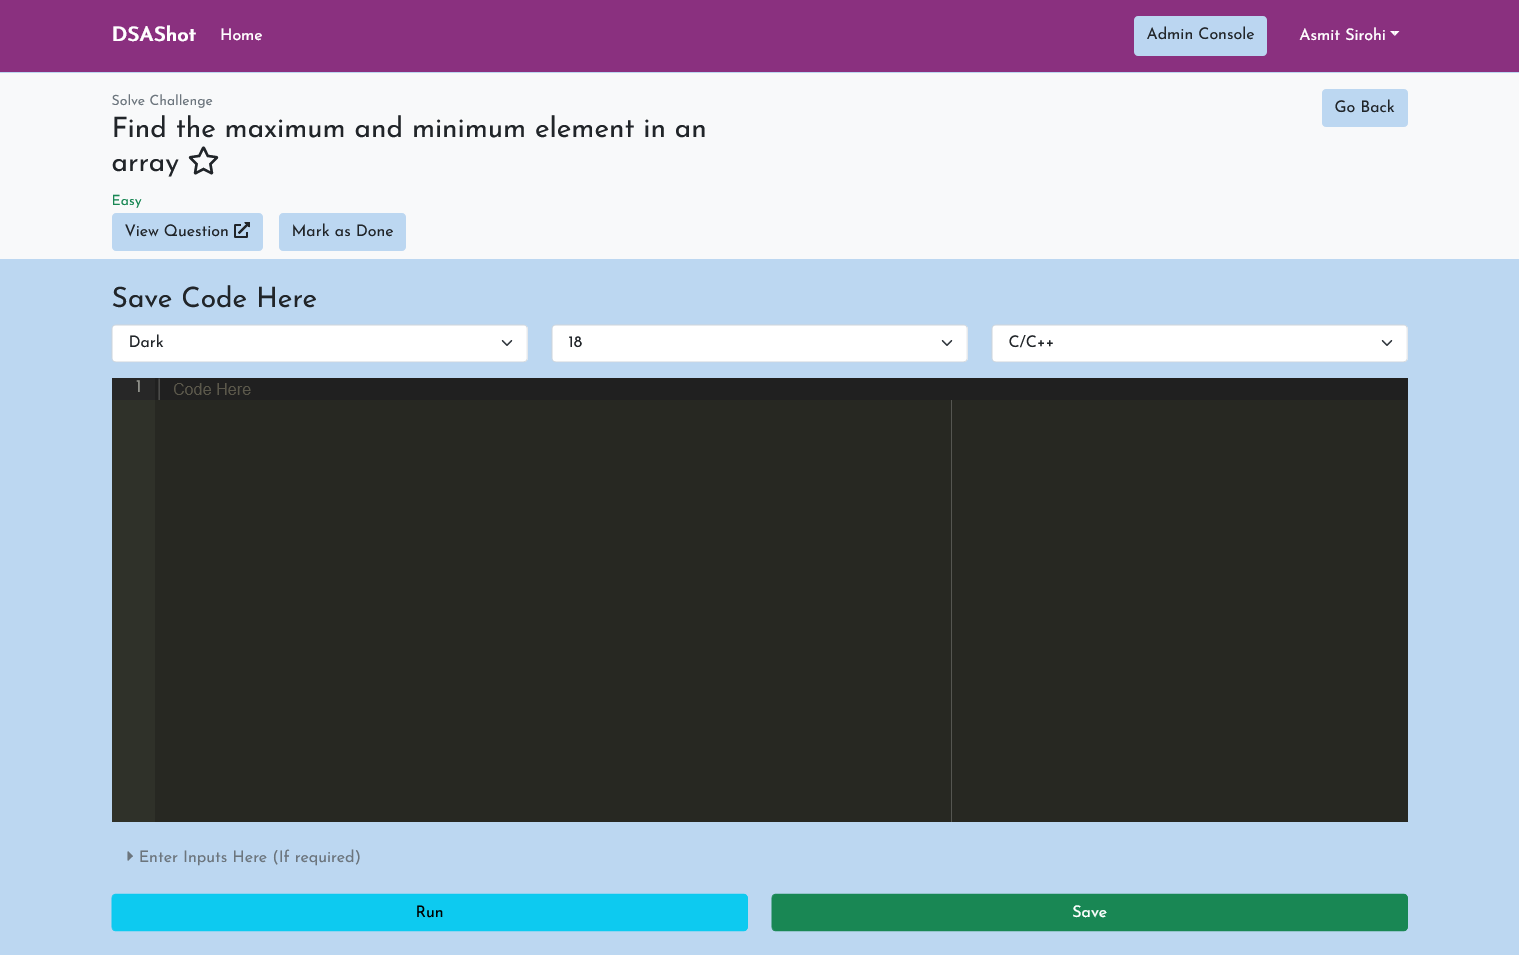 DSAShot Home Admin Console Asmit Sirohi
Solve Challenge
Go Back
Find the maximum and minimum element in an
array
Easy
View Question Mark as Done
Save Code Here
Dark 18 C/C++
1 Code Here
Enter Inputs Here (If required)
Run Save